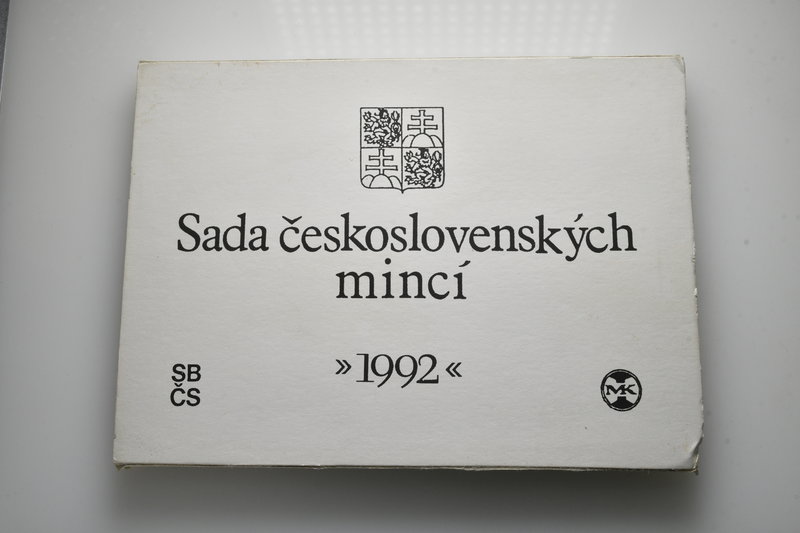 Sada československých
mincí
»1992«
SB
ČS
MK